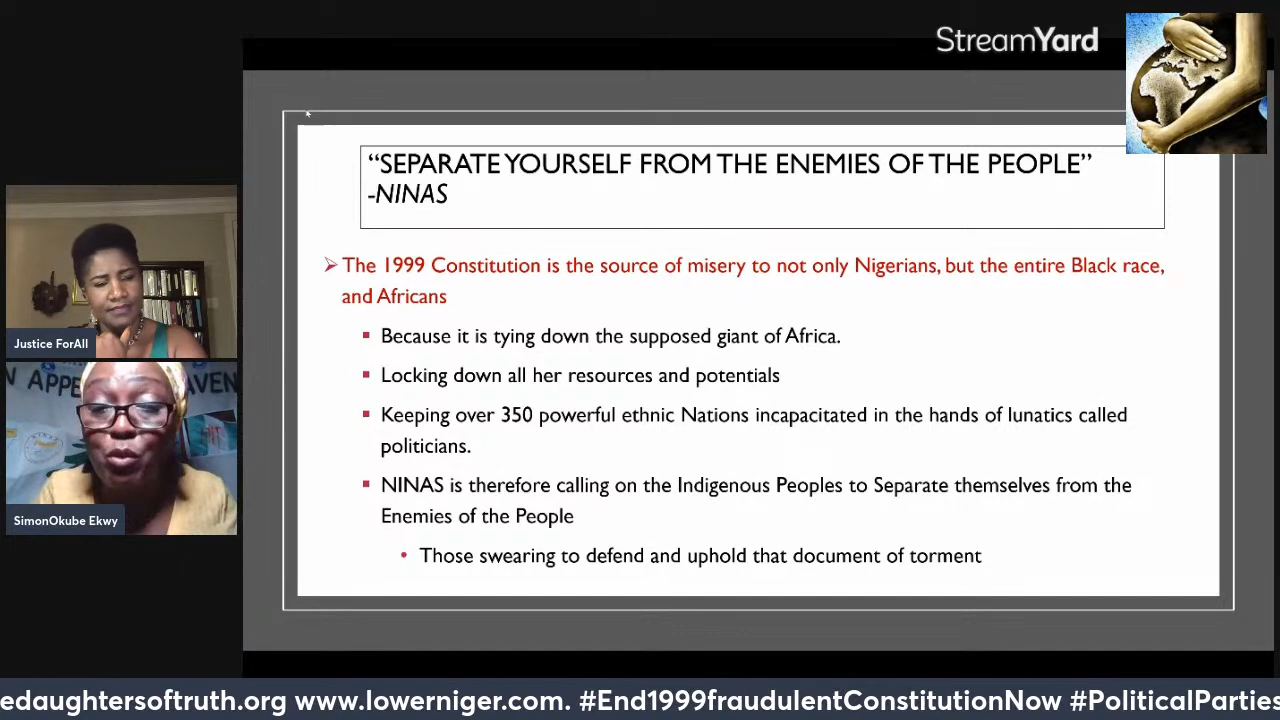 StreamYard
“SEPARATE YOURSELF FROM THE ENEMIES OF THE PEOPLE”
-NINAS
The 1999 Constitution is the source of misery to not only Nigerians, but the entire Black race,
and Africans
Because it is tying down the supposed giant of Africa.
Locking down all her resources and potentials
Keeping over 350 powerful ethnic Nations incapacitated in the hands of lunatics called
politicians.
NINAS is therefore calling on the Indigenous Peoples to Separate themselves from the
Enemies of the People
Those swearing to defend and uphold that document of torment
Justice ForAll
N APPE AVEN
SimonOkube Ekwy
edaughtersoftruth.org www.lowerniger.com. #End1999fraudulentConstitutionNow #PoliticalParties